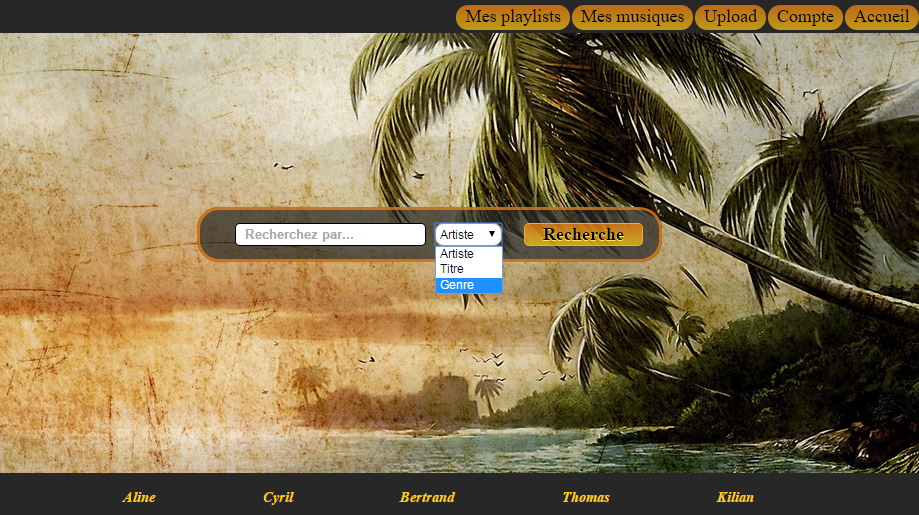 Mes playlists Mes musiques Upload Compte Accueil
Recherchez par... Artiste Recherche
Artiste
Titre
Genre
Aline Cyril Bertrand Thomas Kilian